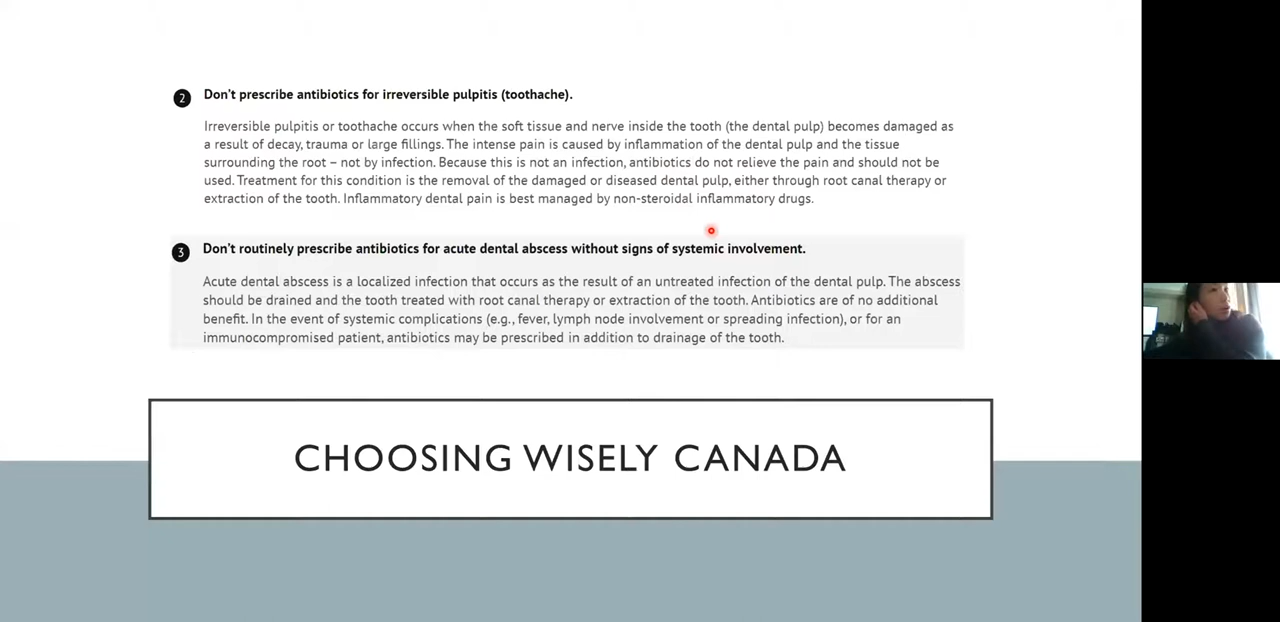 2 Don't prescribe antibiotics for irreversible pulpitis (toothache).
Irreversible pulpitis or toothache occurs when the soft tissue and nerve inside the tooth (the dental pulp) becomes damaged as
a result of decay, trauma or large fillings. The intense pain is caused by inflammation of the dental pulp and the tissue
surrounding the root – not by infection. Because this is not an infection, antibiotics do not relieve the pain and should not be
used. Treatment for this condition is the removal of the damaged or diseased dental pulp, either through root canal therapy or
extraction of the tooth. Inflammatory dental pain is best managed by non-steroidal inflammatory drugs.
3 Don't routinely prescribe antibiotics for acute dental abscess without signs of systemic involvement.
Acute dental abscess is a localized infection that occurs as the result of an untreated infection of the dental pulp. The abscess
should be drained and the tooth treated with root canal therapy or extraction of the tooth. Antibiotics are of no additional
benefit. In the event of systemic complications (e.g., fever, lymph node involvement or spreading infection), or for an
immunocompromised patient, antibiotics may be prescribed in addition to drainage of the tooth.
CHOOSING WISELY CANADA